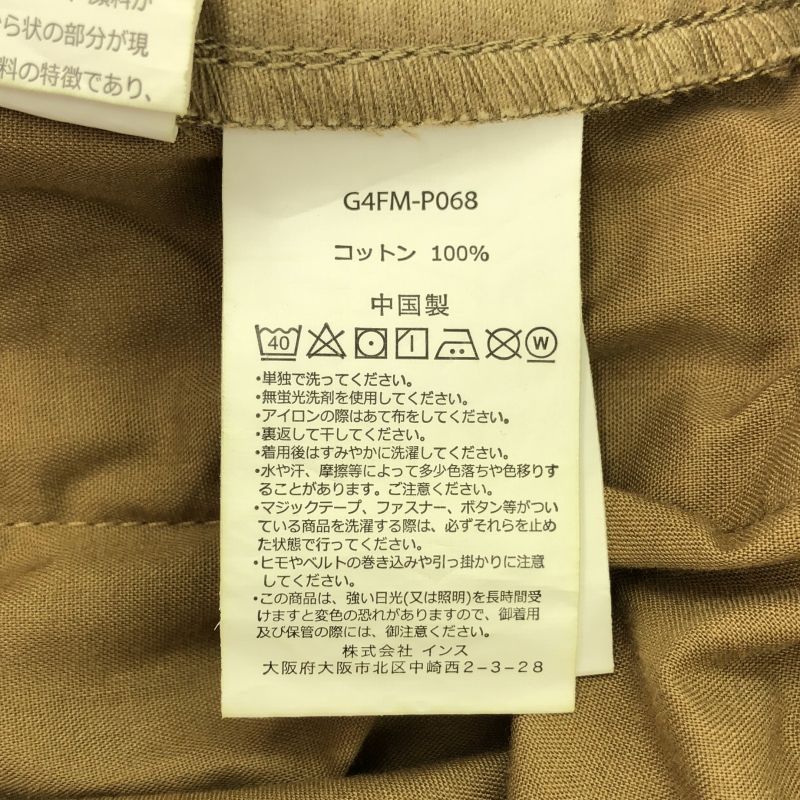 ら状の部分が現
料の特徴であり、
G4FM-P068
コットン 100%
中国製
40
W
・単独で洗ってください。
・無蛍光洗剤を使用してください。
・アイロンの際はあて布をしてください。
・裏返して干してください。
・着用後はすみやかに洗濯してください。
・水や汗、摩擦等によって多少色落ちや色移りす
ることがあります。ご注意ください。
・マジックテープ、ファスナー、ボタン等がつい
ている商品を洗濯する際は、必ずそれらを止め
た状態で行ってください。
・ヒモやベルトの巻き込みや引っ掛かりに注意
してください。
・この商品は、強い日光(又は照明)を長時間受
けますと変色の恐れがありますので、御着用
及び保管の際には、御注意ください。
株式会社 インス
大阪府大阪市北区中崎西2-3-28